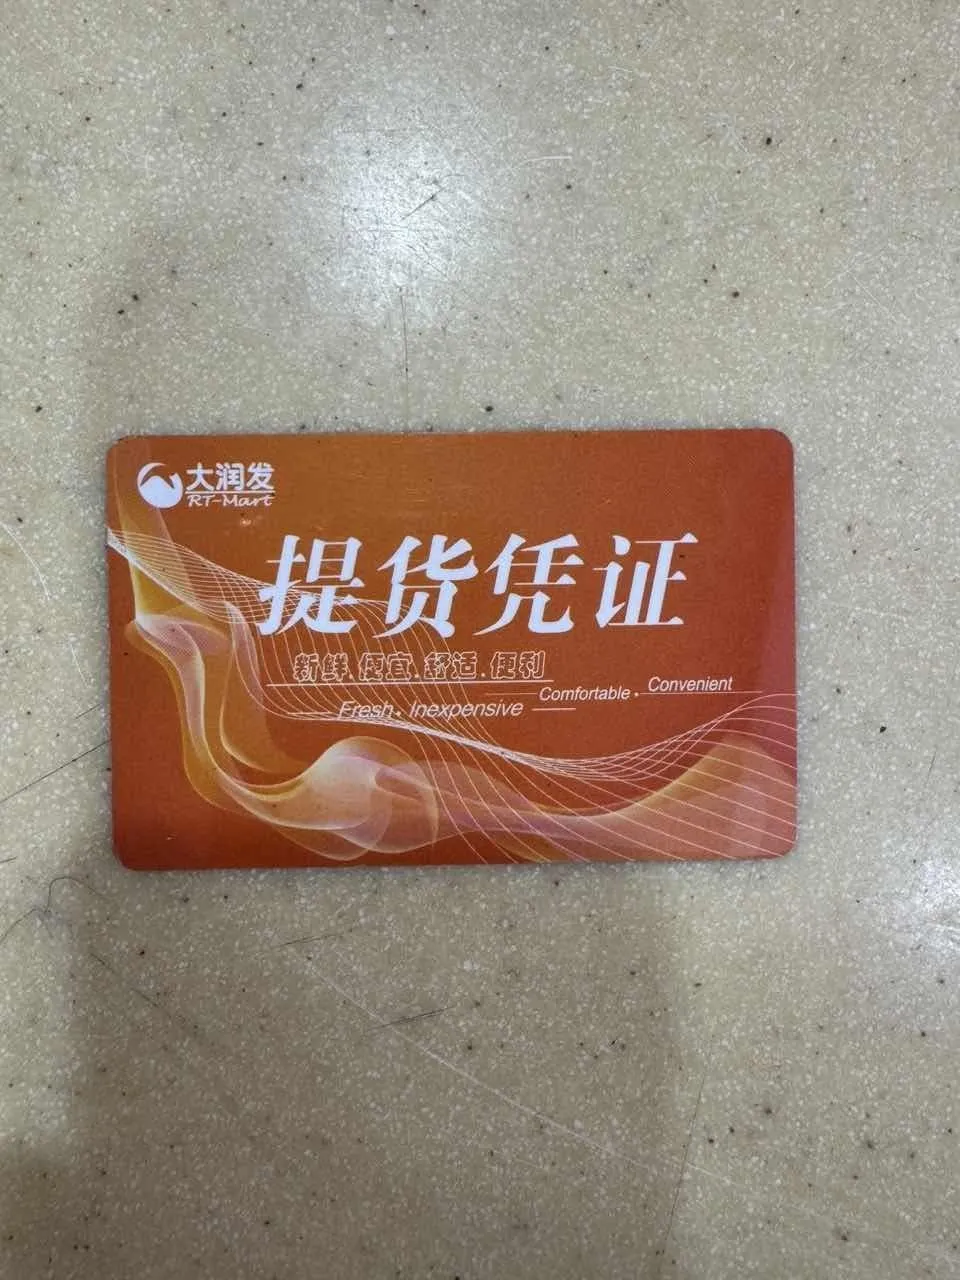 大润发
RT-Mart
提货凭证
新鲜.便宜.舒适.便利
Comfortable. Convenient
Fresh. Inexpensive